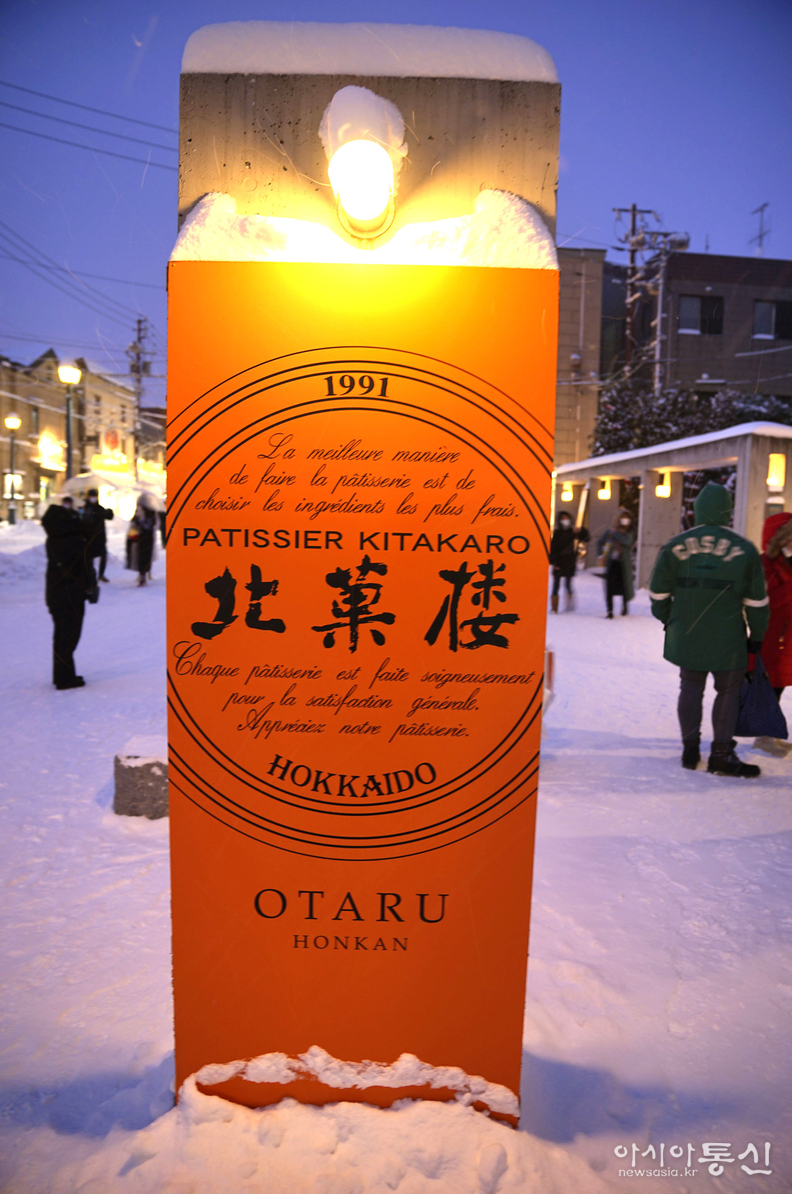 1991
La meilleure manière
de faire la pâtisserie est de
choisir les ingrédients les plus frais.
PATISSIER KITAKARO
北菓楼
Chaque pâtisserie est faite soigneusement
pour la satisfaction générale.
Appréciez notre pâtisserie.
HOKKAIDO
OTARU
HONKAN
아시아통신
newsasia.kr